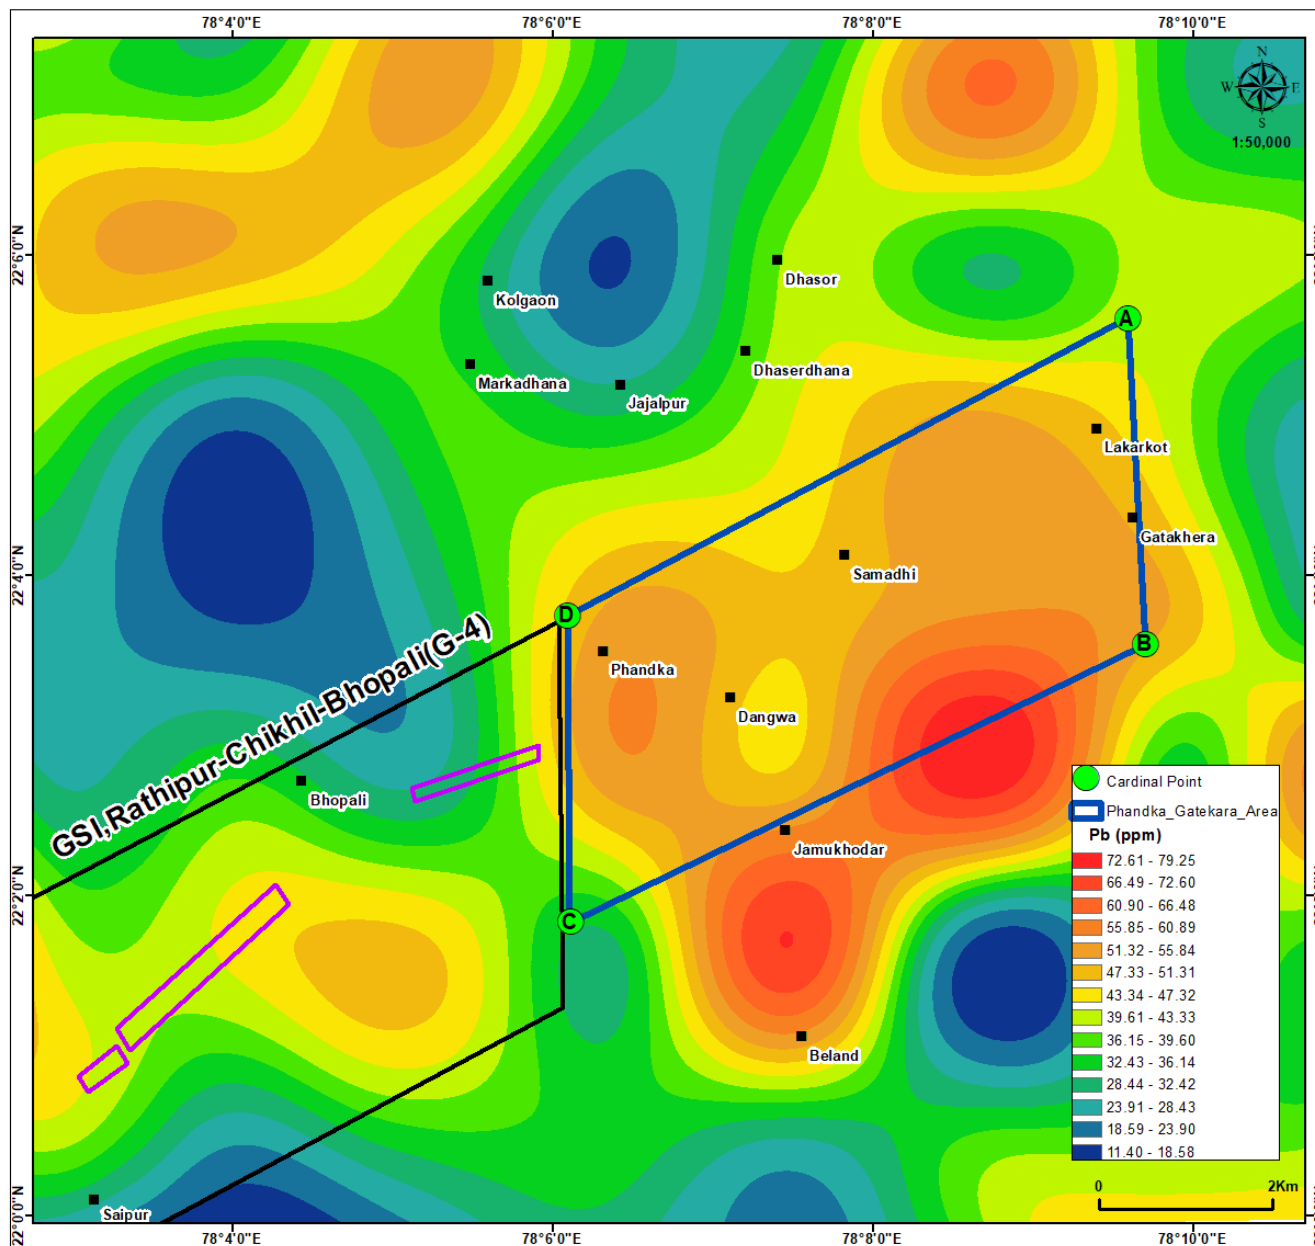 78°4'0"E
78°6'0"E
78°8'0"E
78°10'0"E
N
W E
S
1:50,000
22°6'0"N
Dhasor
Kolgaon
A
Dhaserdhana
Markadhana
Jajalpur
Lakarkot
Gatakhera
22°4'0"N
Samadhi
D
B
GSI,Rathipur-Chikhil-Bhopali(G-4)
Phandka
Dangwa
Bhopali
Jamukhodar
22°2'0"N
C
Beland
Cardinal Point
Phandka_Gatekara_Area
Pb (ppm)
72.61 - 79.25
66.49 - 72.60
60.90 - 66.48
55.85 - 60.89
51.32 - 55.84
47.33 - 51.31
43.34 - 47.32
39.61 - 43.33
36.15 - 39.60
32.43 - 36.14
28.44 - 32.42
23.91 - 28.43
18.59 - 23.90
11.40 - 18.58
0 2Km
Saipur
22°0'0"N
78°4'0"E
78°6'0"E
78°8'0"E
78°10'0"E